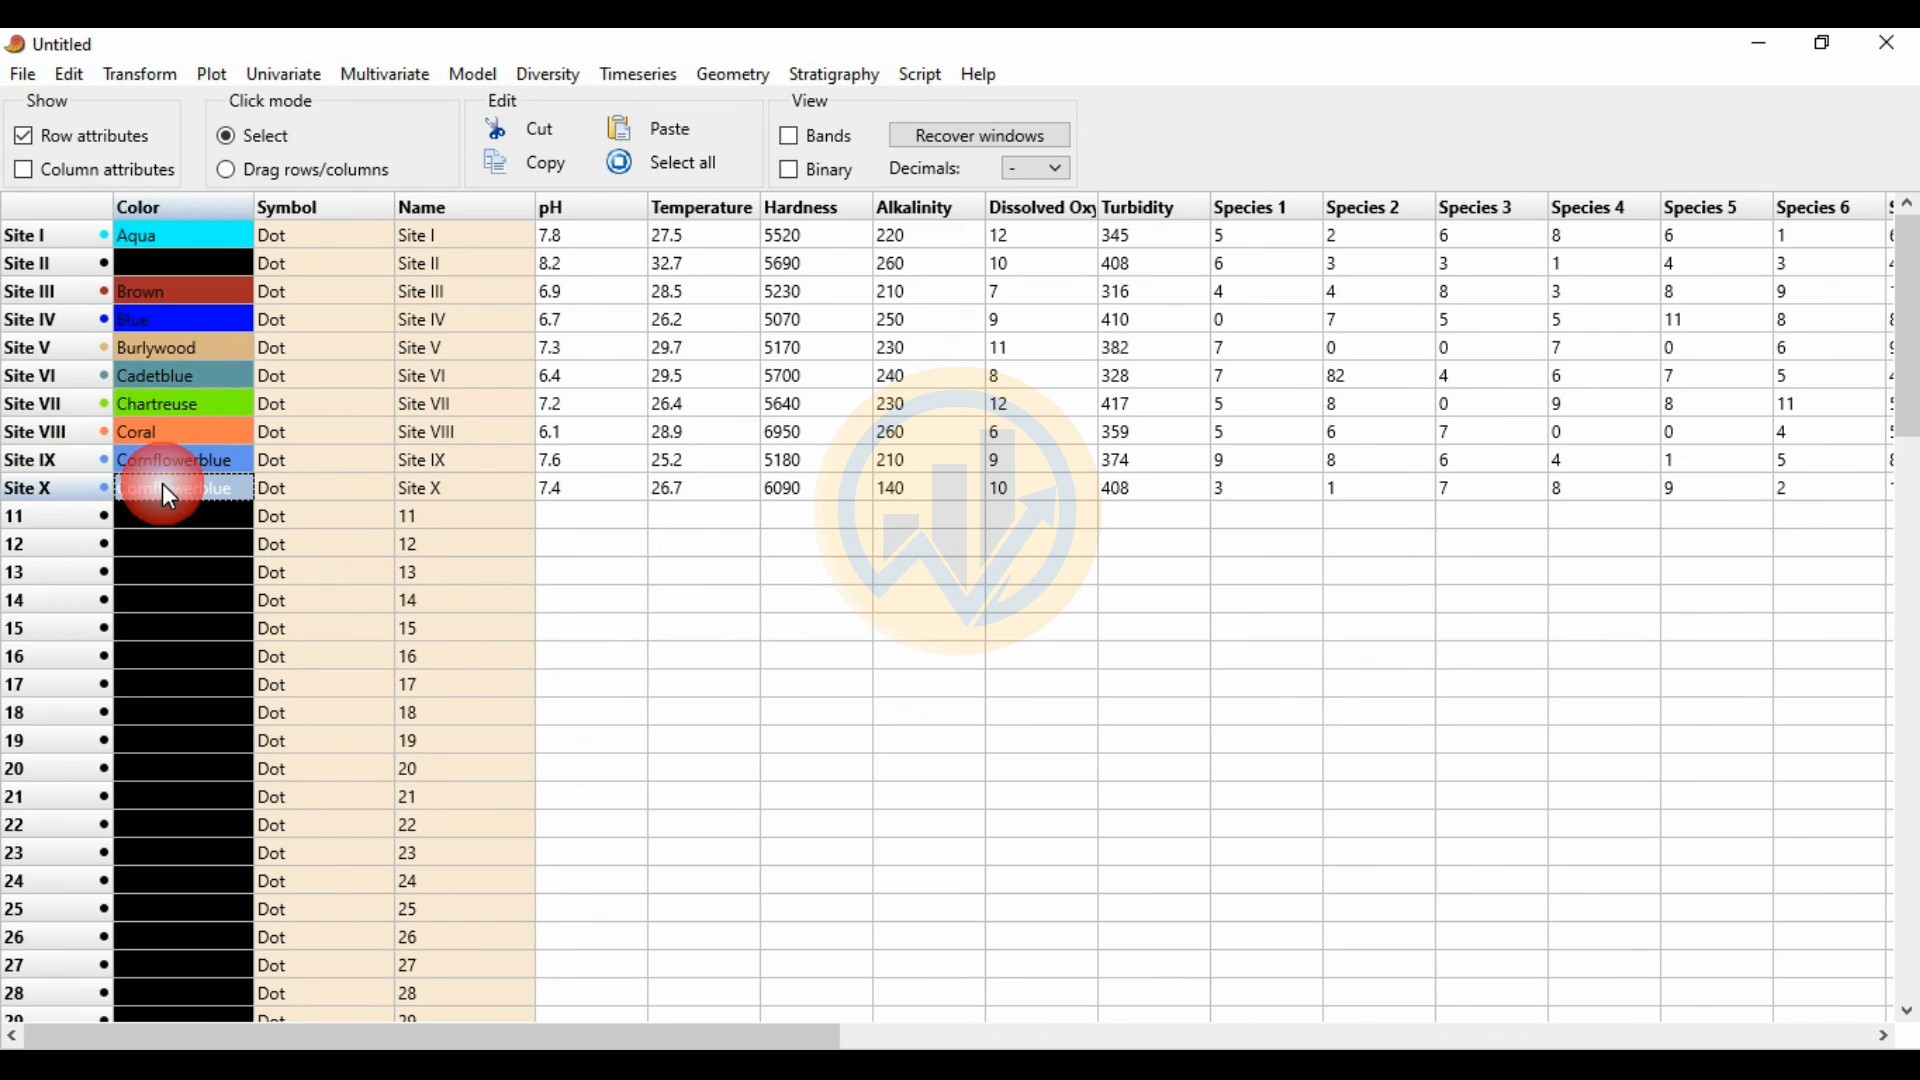 Untitled
File Edit Transform Plot Univariate Multivariate Model Diversity Timeseries Geometry Stratigraphy Script Help
Show Click mode Edit View
Row attributes Select Cut Paste Bands Recover windows
Column attributes Drag rows/columns Copy Select all Binary Decimals: -
Color Symbol Name pH Temperature Hardness Alkalinity Dissolved Oxy Turbidity Species 1 Species 2 Species 3 Species 4 Species 5 Species 6
Site I Aqua Dot Site I 7.8 27.5 5520 220 12 345 5 2 6 8 6 1
Site II Dot Site II 8.2 32.7 5690 260 10 408 6 3 3 1 4 3
Site III Brown Dot Site III 6.9 28.5 5230 210 7 316 4 4 8 3 8 9
Site IV Blue Dot Site IV 6.7 26.2 5070 250 9 410 0 7 5 5 11 8
Site V Burlywood Dot Site V 7.3 29.7 5170 230 11 382 7 0 0 7 0 6
Site VI Cadetblue Dot Site VI 6.4 29.5 5700 240 8 328 7 82 4 6 7 5
Site VII Chartreuse Dot Site VII 7.2 26.4 5640 230 12 417 5 8 0 9 8 11
Site VIII Coral Dot Site VIII 6.1 28.9 6950 260 6 359 5 6 7 0 0 4
Site IX Cornflowerblue Dot Site IX 7.6 25.2 5180 210 9 374 9 8 6 4 1 5
Site X Cornflowerblue Dot Site X 7.4 26.7 6090 140 10 408 3 1 7 8 9 2
11 Dot 11
12 Dot 12
13 Dot 13
14 Dot 14
15 Dot 15
16 Dot 16
17 Dot 17
18 Dot 18
19 Dot 19
20 Dot 20
21 Dot 21
22 Dot 22
23 Dot 23
24 Dot 24
25 Dot 25
26 Dot 26
27 Dot 27
28 Dot 28
29 Dot 29